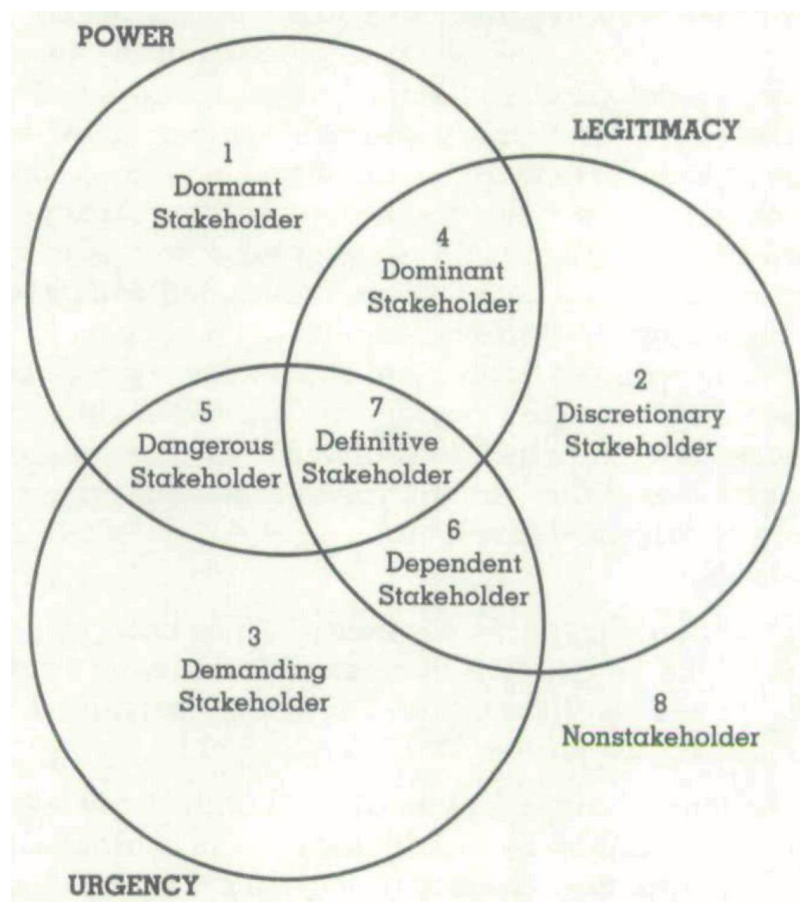 POWER
LEGITIMACY
1
Dormant
Stakeholder
4
Dominant
Stakeholder
2
Discretionary
Stakeholder
5
Dangerous
Stakeholder
7
Definitive
Stakeholder
6
Dependent
Stakeholder
3
Demanding
Stakeholder
8
Nonstakeholder
URGENCY